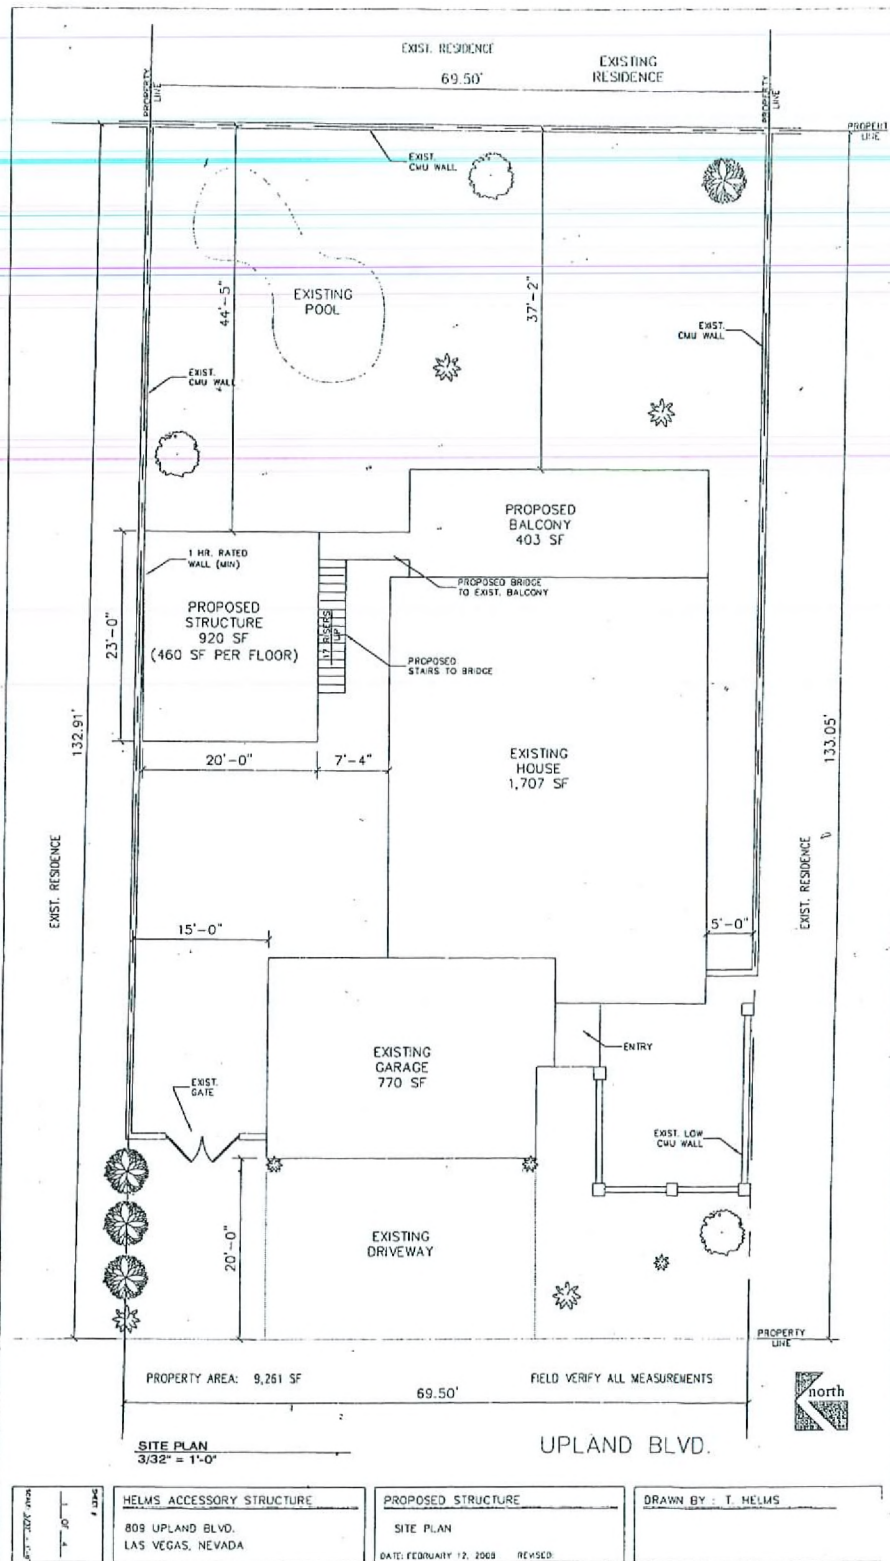 EXIST. RESIDENCE
EXISTING
RESIDENCE
69.50'
PROPERTY
LINE
PROPERTY
LINE
PROPERT
LINE
EXIST.
CMU WALL
44'-5"
EXISTING
POOL
37'-2"
EXIST.
CMU WALL
EXIST.
CMU WALL
PROPOSED
BALCONY
403 SF
1 HR. RATED
WALL (MIN)
PROPOSED BRIDGE
TO EXIST. BALCONY
23'-0"
PROPOSED
STRUCTURE
920 SF
(460 SF PER FLOOR)
17 RISERS
UP
PROPOSED
STAIRS TO BRIDGE
132.91'
133.05'
20'-0"
7'-4"
EXISTING
HOUSE
1,707 SF
EXIST. RESIDENCE
EXIST. RESIDENCE
15'-0"
5'-0"
EXISTING
GARAGE
770 SF
ENTRY
EXIST.
GATE
EXIST. LOW
CMU WALL
20'-0"
EXISTING
DRIVEWAY
PROPERTY
LINE
PROPERTY AREA: 9,261 SF
FIELD VERIFY ALL MEASUREMENTS
69.50'
north
SITE PLAN
3/32" = 1'-0"
UPLAND BLVD.
SHEET #
1 OF 4
HELMS ACCESSORY STRUCTURE
809 UPLAND BLVD.
LAS VEGAS, NEVADA
PROPOSED STRUCTURE
SITE PLAN
DATE: FEBRUARY 12, 2008 REVISED:
DRAWN BY : T. HELMS